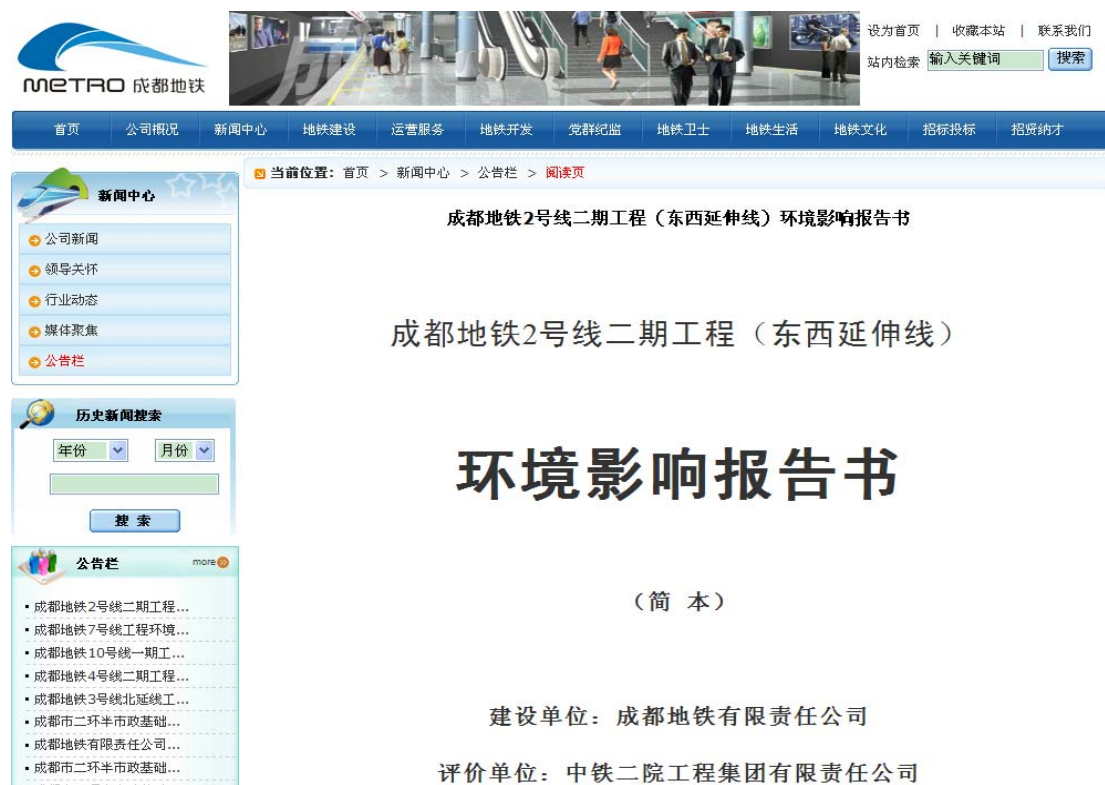 METRO 成都地铁
成
设为首页 | 收藏本站 | 联系我们
站内检索 输入关键词 搜索
首页 公司概况 新闻中心 地铁建设 运营服务 地铁开发 党群纪监 地铁卫士 地铁生活 地铁文化 招标投标 招贤纳才
当前位置：首页 > 新闻中心 > 公告栏 > 阅读页
新闻中心
公司新闻
领导关怀
行业动态
媒体聚焦
公告栏
历史新闻搜索
年份 月份
搜 索
公告栏 more
成都地铁2号线二期工程...
成都地铁7号线工程环境...
成都地铁10号线一期工...
成都地铁4号线二期工程...
成都地铁3号线北延线工...
成都市二环半市政基础...
成都地铁有限责任公司...
成都市二环半市政基础...
成都地铁2号线二期工程（东西延伸线）环境影响报告书
成都地铁2号线二期工程（东西延伸线）
环境影响报告书
（简 本）
建设单位：成都地铁有限责任公司
评价单位：中铁二院工程集团有限责任公司